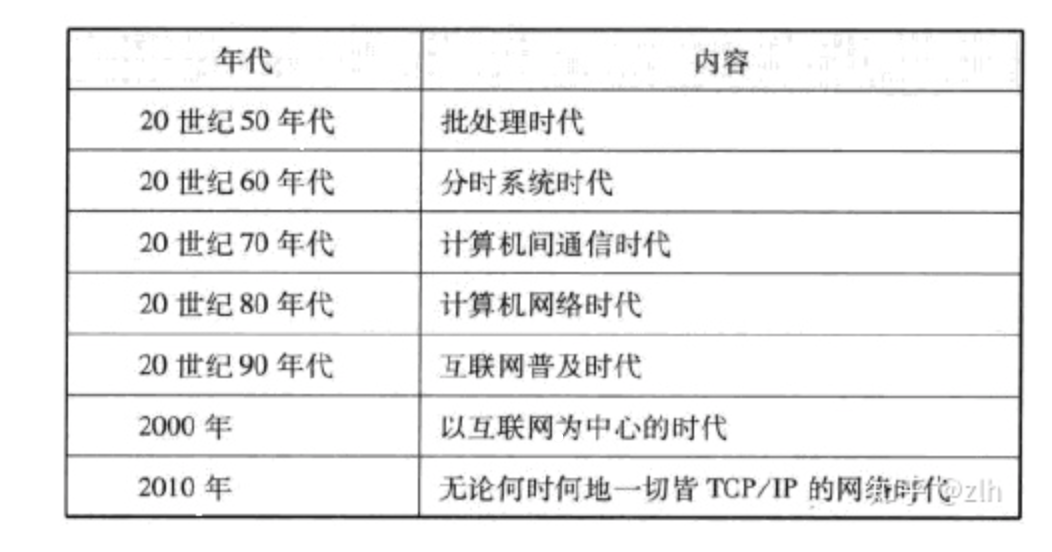 年代 内容
20 世纪 50 年代 批处理时代
20 世纪 60 年代 分时系统时代
20 世纪 70 年代 计算机间通信时代
20 世纪 80 年代 计算机网络时代
20 世纪 90 年代 互联网普及时代
2000 年 以互联网为中心的时代
2010 年 无论何时何地一切皆 TCP/IP 的网络时代
知乎 @zlh